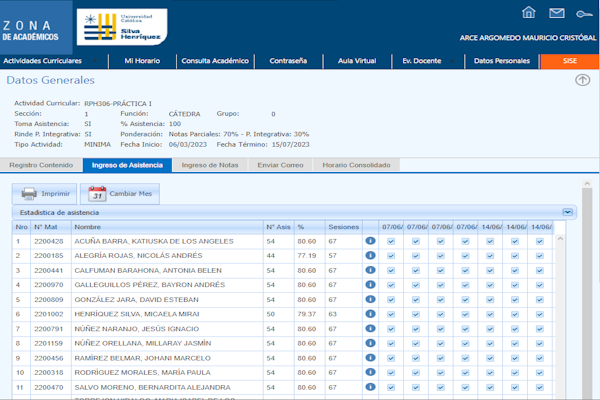 ZONA
DE ACADÉMICOS
Universidad
Católica
Silva
Henríquez
ARCE ARGOMEDO MAURICIO CRISTÓBAL
Actividades Curriculares Mi Horario Consulta Académico Contraseña Aula Virtual Ev. Docente Datos Personales SISE
Datos Generales
Actividad Curricular: RPH306-PRÁCTICA I
Sección: 1 Función: CÁTEDRA Grupo: 0
Toma Asistencia: SI % Asistencia: 100
Rinde P. Integrativa: SI Ponderación: Notas Parciales: 70% - P. Integrativa: 30%
Tipo Actividad: MINIMA Fecha Inicio: 06/03/2023 Fecha Término: 15/07/2023
Registro Contenido Ingreso de Asistencia Ingreso de Notas Enviar Correo Horario Consolidado
Imprimir 31 Cambiar Mes
Estadística de asistencia
Nro N° Mat Nombre N° Asis % Sesiones 07/06/ 07/06/ 07/06/ 07/06/ 14/06/ 14/06/ 14/06/
1 2200428 ACUÑA BARRA, KATIUSKA DE LOS ANGELES 54 80.60 67
2 2200185 ALEGRÍA ROJAS, NICOLÁS ANDRÉS 44 77.19 57
3 2200441 CALFUMAN BARAHONA, ANTONIA BELEN 54 80.60 67
4 2200970 GALLEGUILLOS PÉREZ, BAYRON ANDRÉS 54 80.60 67
5 2200809 GONZÁLEZ JARA, DAVID ESTEBAN 54 80.60 67
6 2201002 HENRÍQUEZ SILVA, MICAELA MIRAI 50 79.37 63
7 2200791 NÚÑEZ NARANJO, JESÚS IGNACIO 54 80.60 67
8 2201159 NÚÑEZ ORELLANA, MILLARAY JASMÍN 54 80.60 67
9 2200456 RAMÍREZ BELMAR, JOHANI MARCELO 54 80.60 67
10 2200318 RODRÍGUEZ MORALES, MARÍA PAULA 54 80.60 67
11 2200470 SALVO MORENO, BERNARDITA ALEJANDRA 54 80.60 67